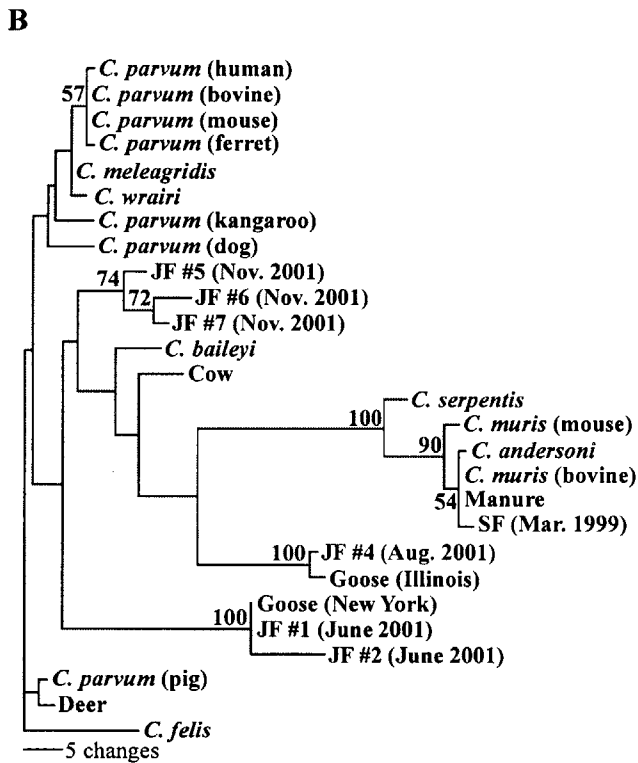 B
C. parvum (human)
57 C. parvum (bovine)
C. parvum (mouse)
C. parvum (ferret)
C. meleagridis
C. wrairi
C. parvum (kangaroo)
C. parvum (dog)
74 JF #5 (Nov. 2001)
72 JF #6 (Nov. 2001)
JF #7 (Nov. 2001)
C. baileyi
Cow
C. serpentis
100 C. muris (mouse)
90 C. andersoni
C. muris (bovine)
54 Manure
SF (Mar. 1999)
100 JF #4 (Aug. 2001)
Goose (Illinois)
Goose (New York)
100 JF #1 (June 2001)
JF #2 (June 2001)
C. parvum (pig)
Deer
C. felis
5 changes